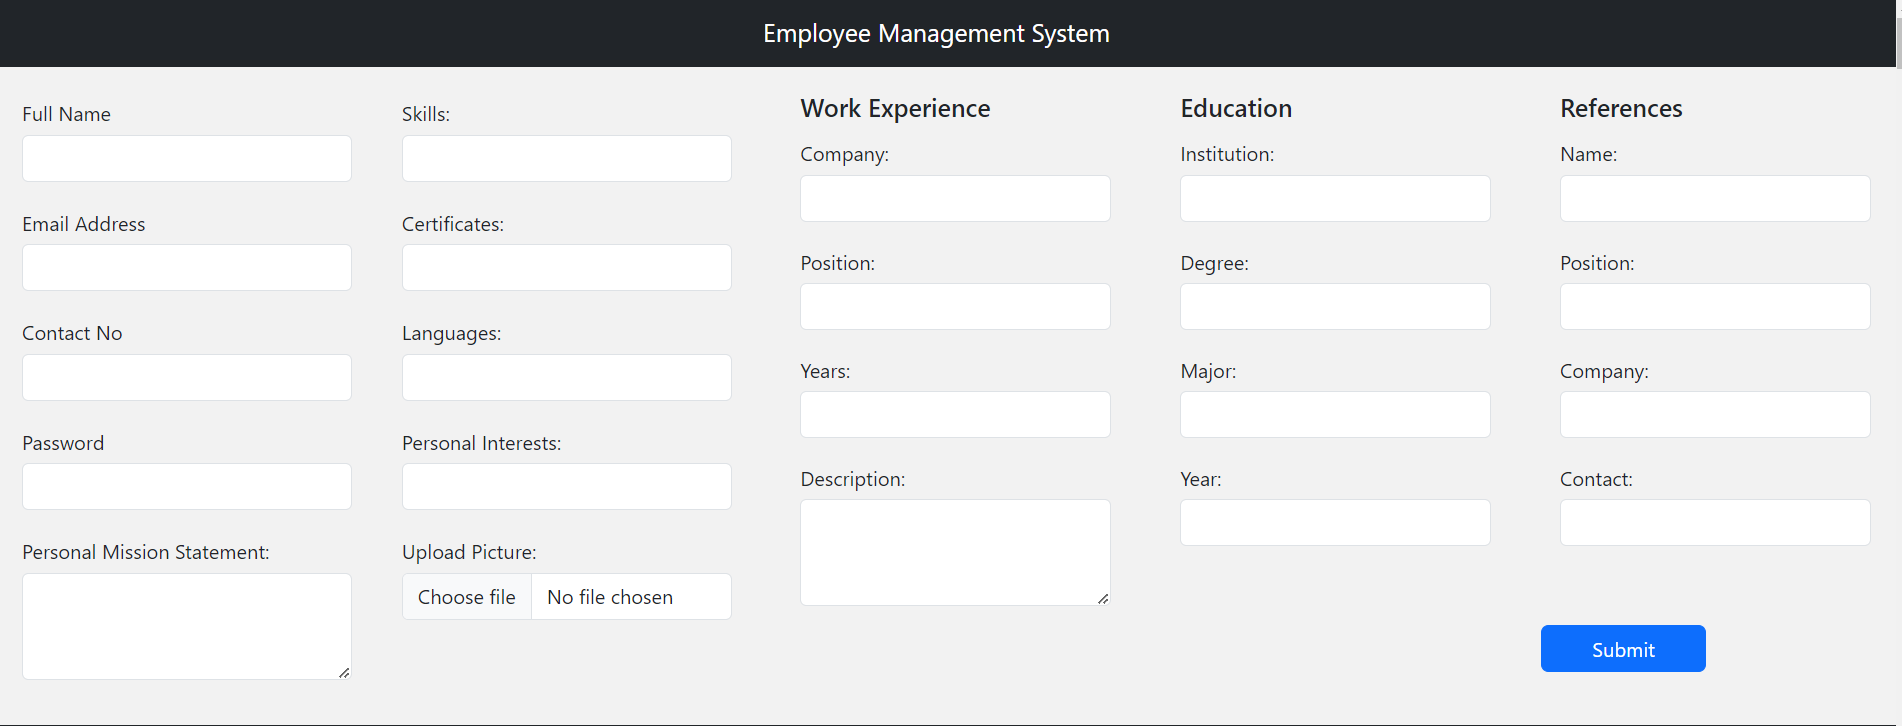 Employee Management System
Full Name
Email Address
Contact No
Password
Personal Mission Statement:
Skills:
Certificates:
Languages:
Personal Interests:
Upload Picture:
Choose file No file chosen
Work Experience
Company:
Position:
Years:
Description:
Education
Institution:
Degree:
Major:
Year:
References
Name:
Position:
Company:
Contact:
Submit